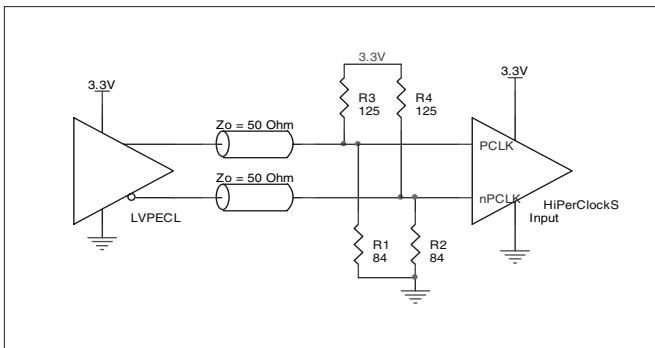 3.3V
3.3V
3.3V
R3
125
R4
125
Zo = 50 Ohm
PCLK
Zo = 50 Ohm
nPCLK
HiPerClockS
Input
LVPECL
R1
84
R2
84